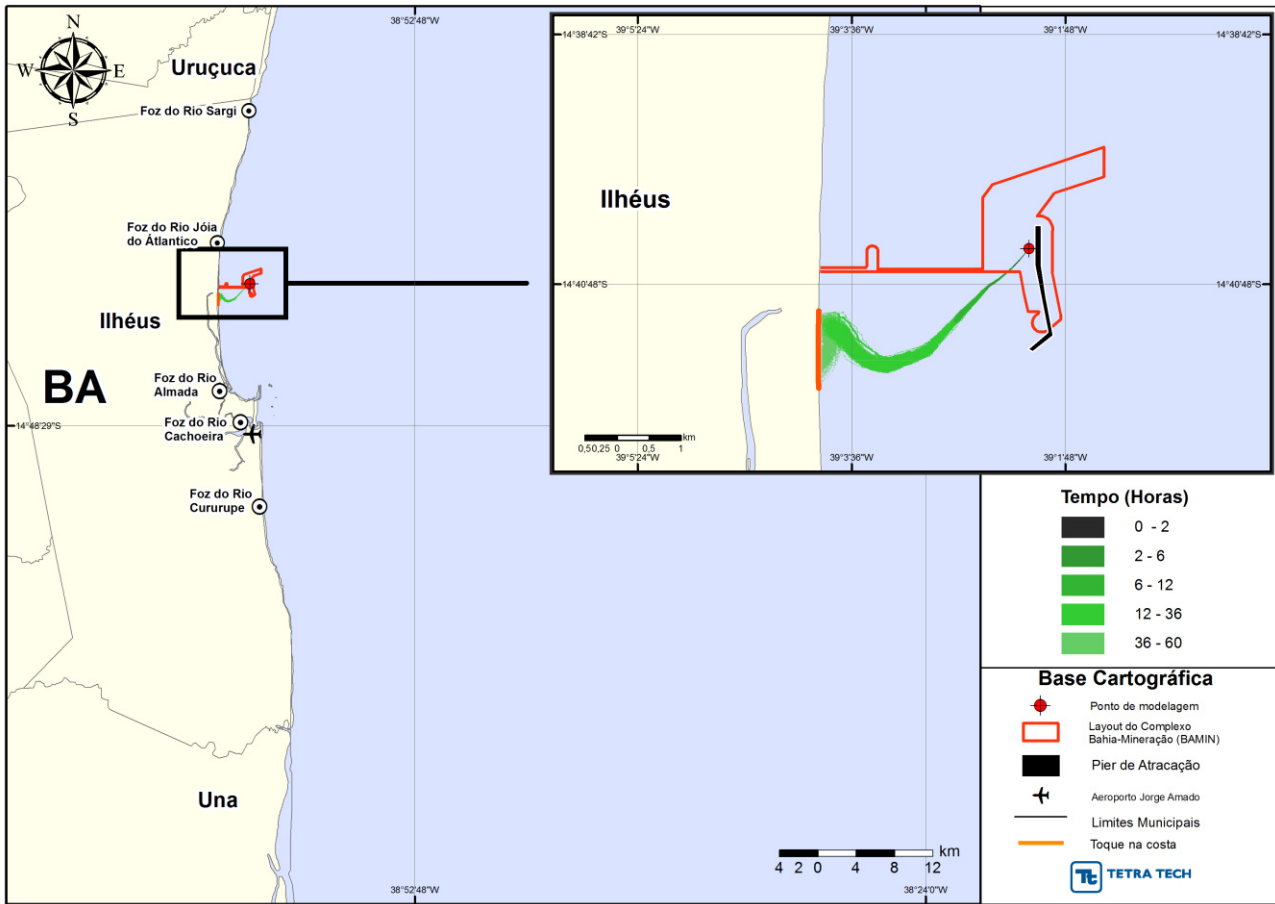 38°52'48"W
N
W
E
S
Uruçuca
Foz do Rio Sargi
Foz do Rio Jóia
do Átlantico
Ilhéus
Foz do Rio
Almada
BA
Foz do Rio
Cachoeira
14°48'29"S
Foz do Rio
Cururupe
Una
km
4 2 0 4 8 12
38°52'48"W
38°24'0"W
14°38'42"S
39°5'24"W
39°3'36"W
39°1'48"W
14°38'42"S
Ilhéus
14°40'48"S
14°40'48"S
km
0,50,25 0 0,5 1
39°5'24"W
39°3'36"W
39°1'48"W
Tempo (Horas)
0 - 2
2 - 6
6 - 12
12 - 36
36 - 60
Base Cartográfica
Ponto de modelagem
Layout do Complexo
Bahia-Mineração (BAMIN)
Pier de Atracação
Aeroporto Jorge Amado
Limites Municipais
Toque na costa
Tt TETRA TECH